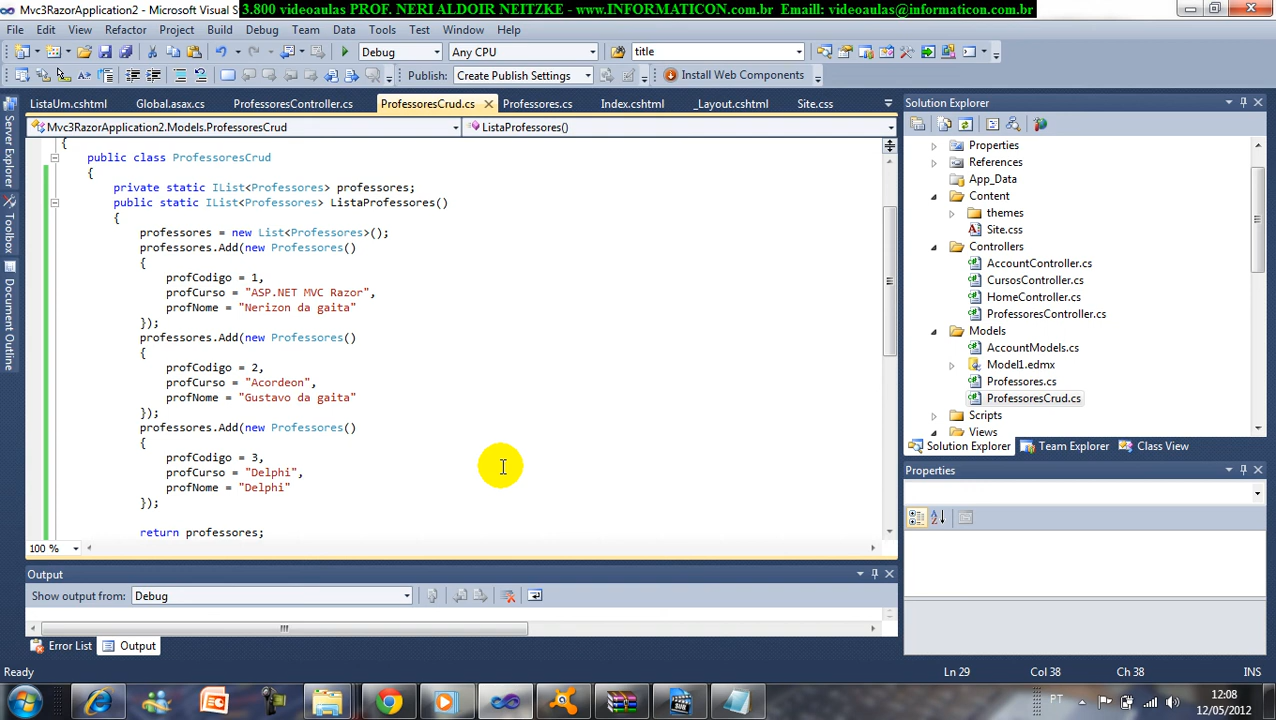 Mvc3RazorApplication2 - Microsoft Visual S
3.800 videoaulas PROF. NERI ALDOIR NEITZKE - www.INFORMATICON.com.br Emaill: videoaulas@informaticon.com.br
File Edit View Refactor Project Build Debug Team Data Tools Test Window Help
Debug Any CPU title
Publish: Create Publish Settings Install Web Components
ListaUm.cshtml Global.asax.cs ProfessoresController.cs ProfessoresCrud.cs Professores.cs Index.cshtml _Layout.cshtml Site.css
Mvc3RazorApplication2.Models.ProfessoresCrud ListaProfessores()
{
public class ProfessoresCrud
{
private static IList<Professores> professores;
public static IList<Professores> ListaProfessores()
{
professores = new List<Professores>();
professores.Add(new Professores()
{
profCodigo = 1,
profCurso = "ASP.NET MVC Razor",
profNome = "Nerizon da gaita"
});
professores.Add(new Professores()
{
profCodigo = 2,
profCurso = "Acordeon",
profNome = "Gustavo da gaita"
});
professores.Add(new Professores()
{
profCodigo = 3,
profCurso = "Delphi",
profNome = "Delphi"
});
return professores;
100 %
Server Explorer
Toolbox
Document Outline
Solution Explorer
Properties
References
App_Data
Content
themes
Site.css
Controllers
AccountController.cs
CursosController.cs
HomeController.cs
ProfessoresController.cs
Models
AccountModels.cs
Model1.edmx
Professores.cs
ProfessoresCrud.cs
Scripts
Views
Solution Explorer Team Explorer Class View
Properties
Output
Show output from: Debug
Error List Output
Ready Ln 29 Col 38 Ch 38 INS
PT 12:08
12/05/2012